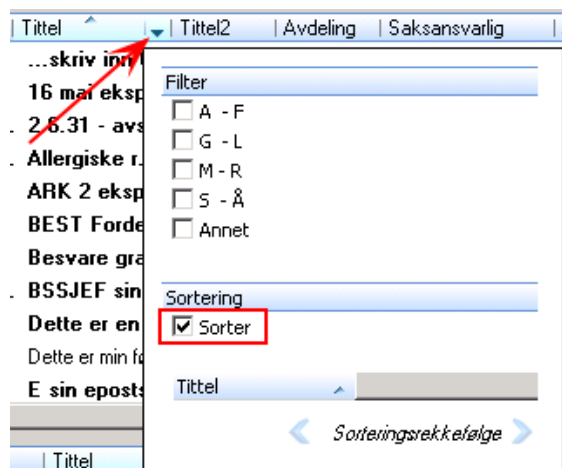 Tittel Tittel2 Avdeling Saksansvarlig
...skriv inn
16 mai eksp
2.6.31 - avs
Allergiske r.
ARK 2 eksp
BEST Forde
Besvare gra
BSSJEF sin
Dette er en
Dette er min fø
E sin eposts
Tittel
Filter
A - F
G - L
M - R
S - Å
Annet
Sortering
Sorter
Tittel
Sorteringsrekkefølge